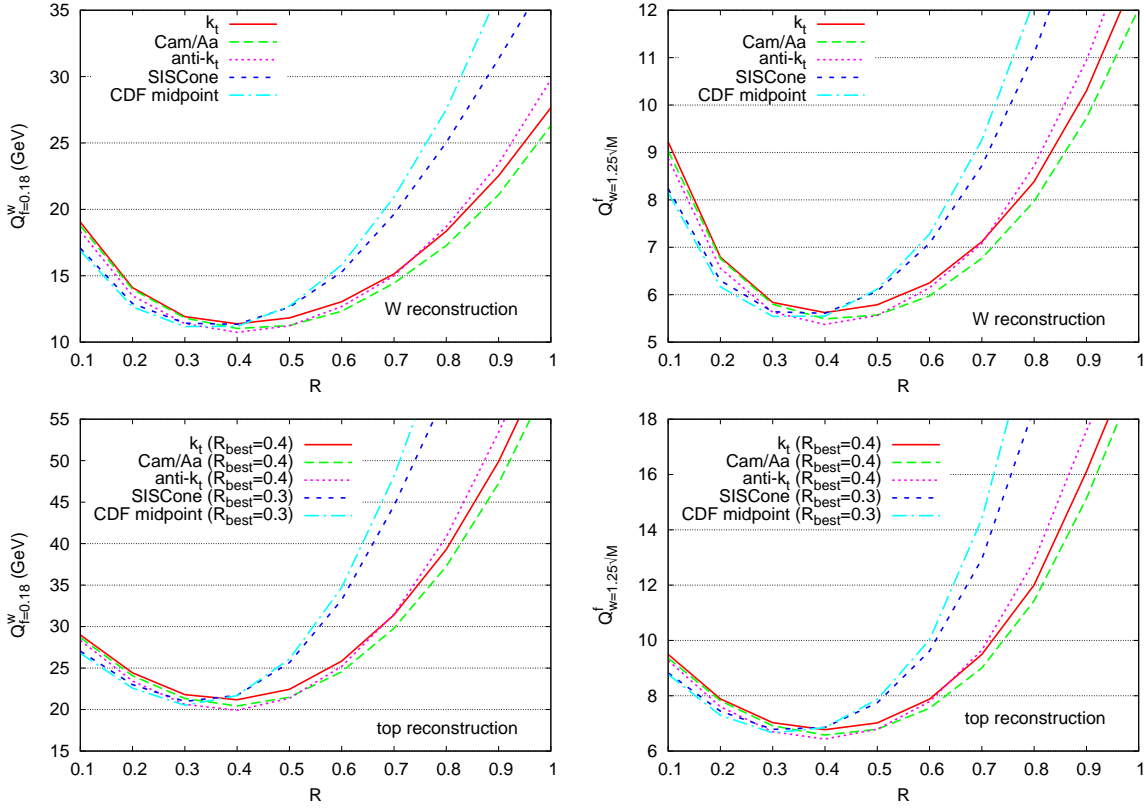 35
30
25
20
15
10
Q^w_f=0.18 (GeV)
k_t
Cam/Aa
anti-k_t
SISCone
CDF midpoint
W reconstruction
0.1 0.2 0.3 0.4 0.5 0.6 0.7 0.8 0.9 1
R
12
11
10
9
8
7
6
5
Q^f_w=1.25√M
k_t
Cam/Aa
anti-k_t
SISCone
CDF midpoint
W reconstruction
0.1 0.2 0.3 0.4 0.5 0.6 0.7 0.8 0.9 1
R
55
50
45
40
35
30
25
20
15
Q^w_f=0.18 (GeV)
k_t (R_best=0.4)
Cam/Aa (R_best=0.4)
anti-k_t (R_best=0.4)
SISCone (R_best=0.3)
CDF midpoint (R_best=0.3)
top reconstruction
0.1 0.2 0.3 0.4 0.5 0.6 0.7 0.8 0.9 1
R
18
16
14
12
10
8
6
Q^f_w=1.25√M
k_t (R_best=0.4)
Cam/Aa (R_best=0.4)
anti-k_t (R_best=0.4)
SISCone (R_best=0.3)
CDF midpoint (R_best=0.3)
top reconstruction
0.1 0.2 0.3 0.4 0.5 0.6 0.7 0.8 0.9 1
R